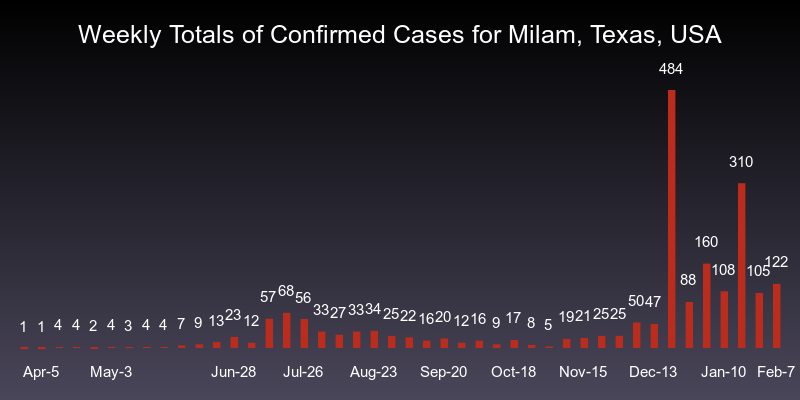 Weekly Totals of Confirmed Cases for Milam, Texas, USA
484
310
160
122
108
105
88
57 68 56
50 47
1 1 4 4 2 4 3 4 4 7 9 13 23 12 33 27 33 34 25 22 16 20 12 16 9 17 8 5 19 21 25 25
Apr-5 May-3 Jun-28 Jul-26 Aug-23 Sep-20 Oct-18 Nov-15 Dec-13 Jan-10 Feb-7